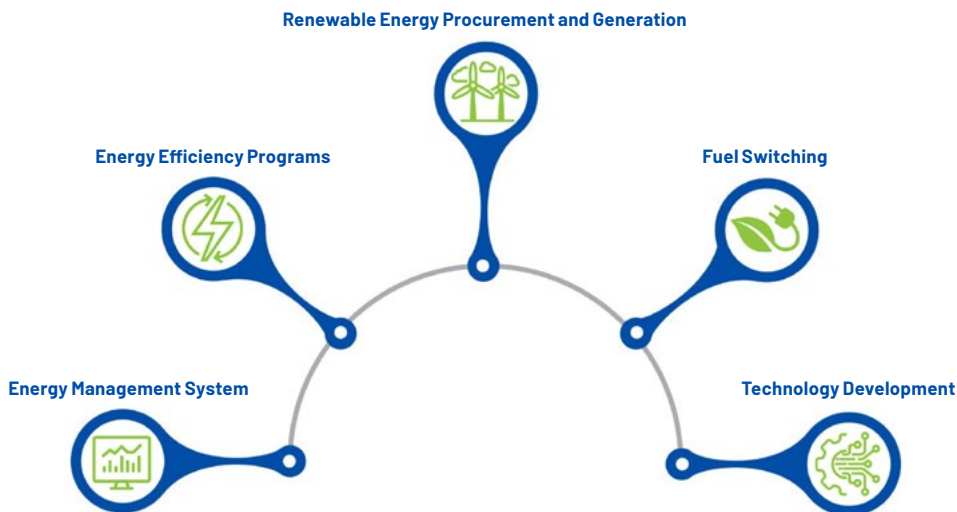 Renewable Energy Procurement and Generation
Energy Efficiency Programs
Fuel Switching
Energy Management System
Technology Development